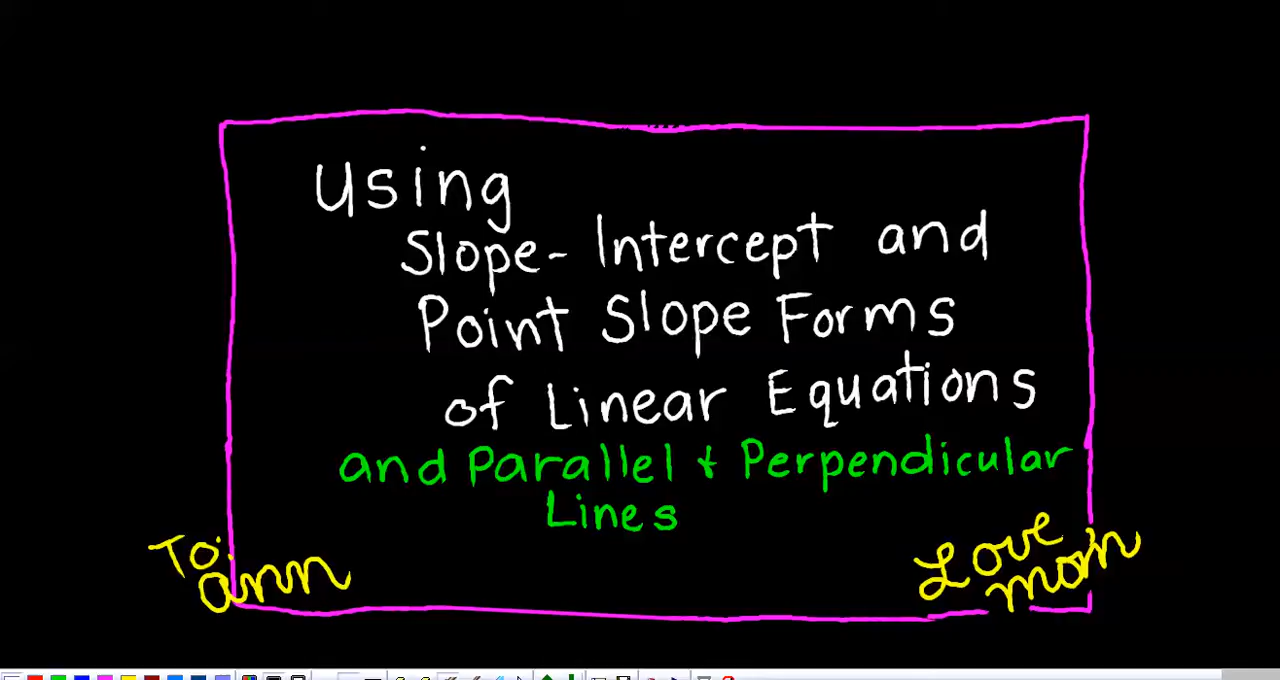 Using
Slope- Intercept and
Point Slope Forms
of Linear Equations
and Parallel + Perpendicular
Lines
To:
ann
Love
mom